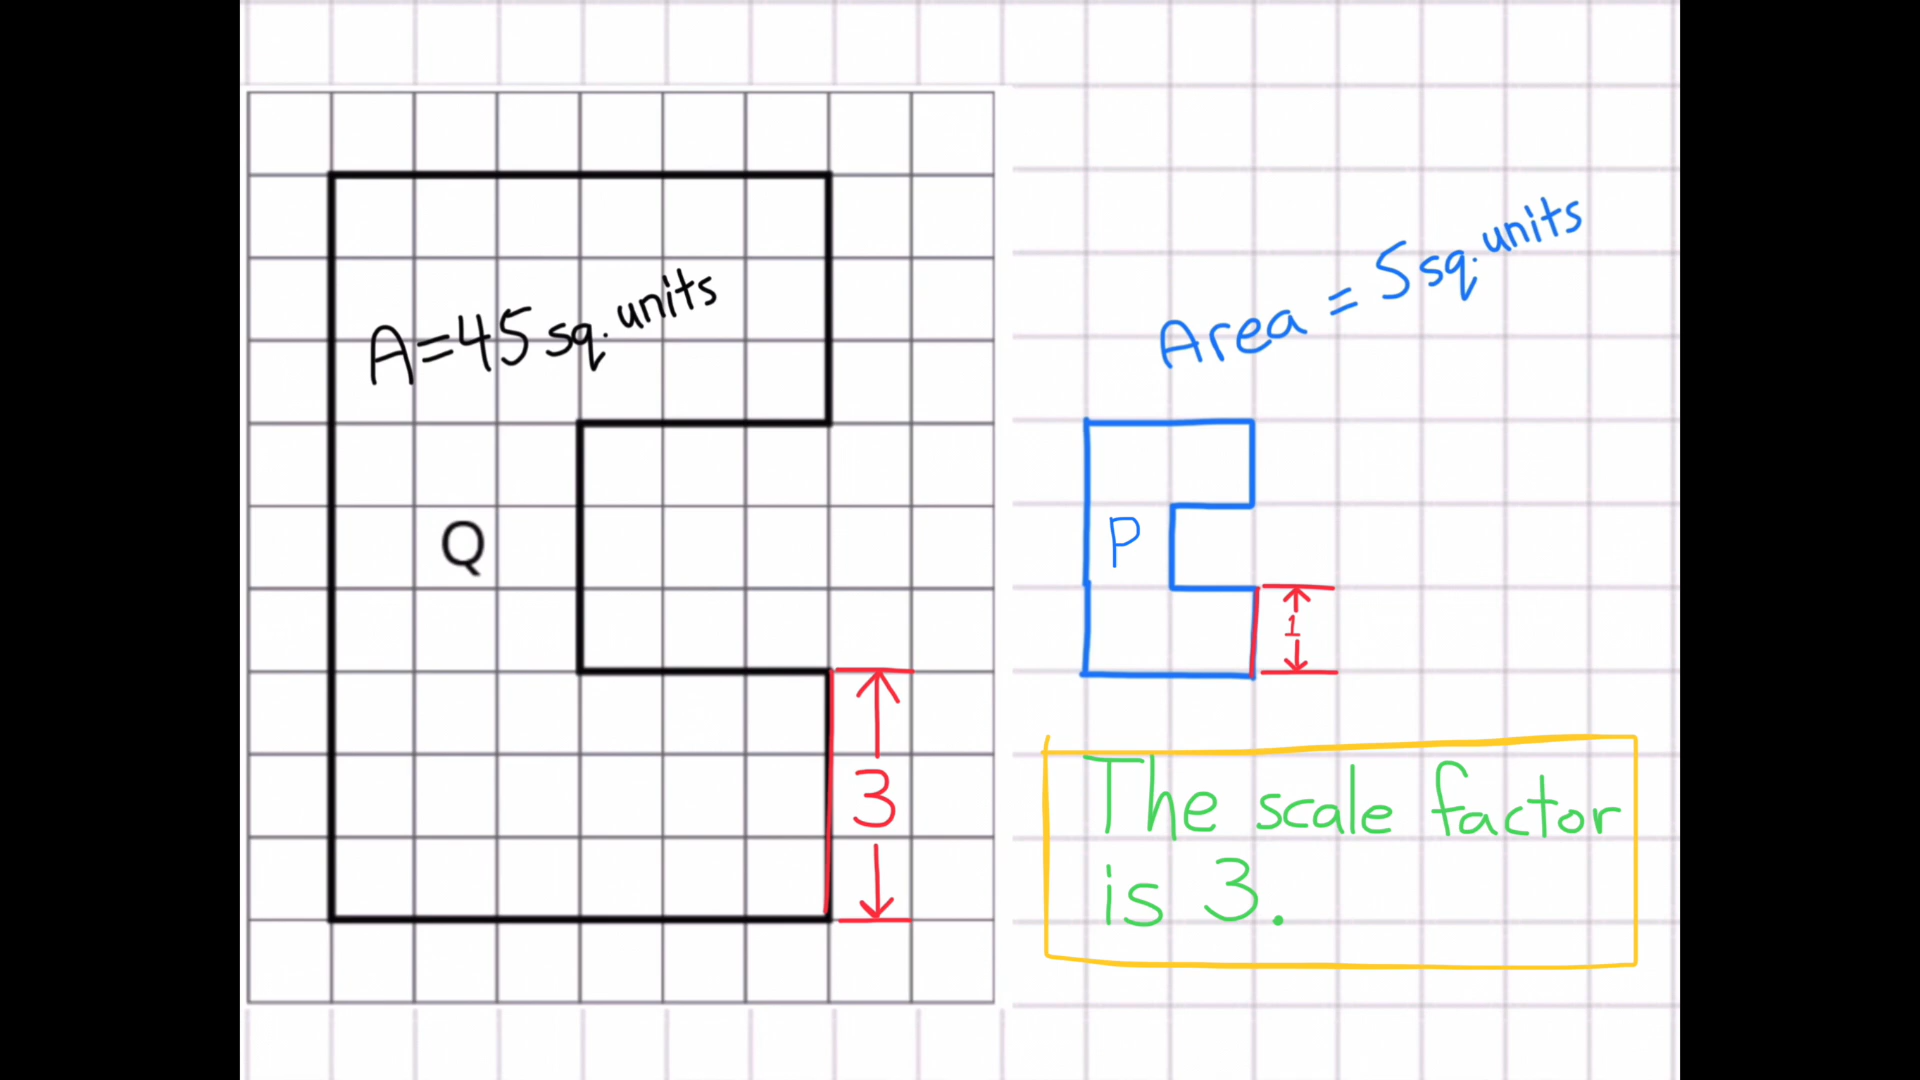 A=45 sq. units
Q
3
Area = 5 sq. units
P
1
The scale factor
is 3.